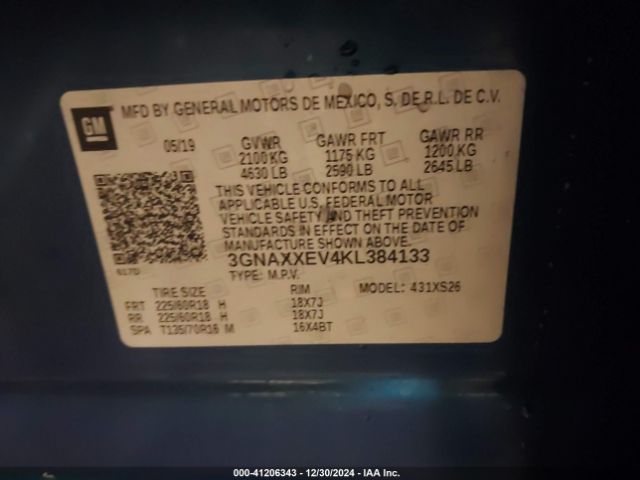 GM
MFD BY GENERAL MOTORS DE MEXICO, S. DE R.L. DE C.V.
05/19 GVWR GAWR FRT GAWR RR
2100 KG 1175 KG 1200 KG
4630 LB 2590 LB 2645 LB
THIS VEHICLE CONFORMS TO ALL
APPLICABLE U.S. FEDERAL MOTOR
VEHICLE SAFETY AND THEFT PREVENTION
STANDARDS IN EFFECT ON THE DATE OF
MANUFACTURE SHOWN ABOVE.
617D 3GNAXXEV4KL384133
TYPE: M.P.V.
TIRE SIZE RIM MODEL: 431XS26
FRT 225/60R18 H 18X7J
RR 225/60R18 H 18X7J
SPA T135/70R16 M 16X4BT
000-41206343 - 12/30/2024 - IAA Inc.